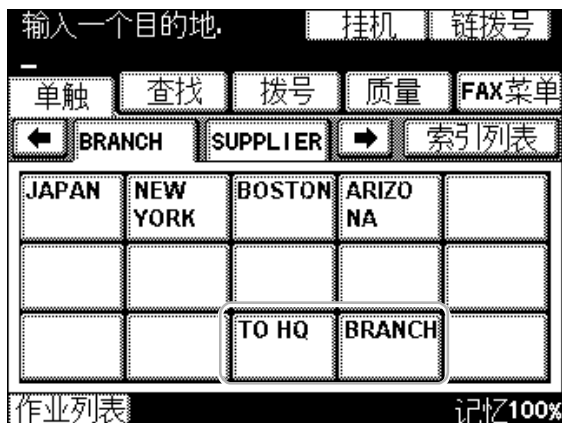 输入一个目的地. 挂机 链拨号
单触 查找 拨号 质量 FAX菜单
BRANCH SUPPLIER 索引列表
JAPAN NEW YORK BOSTON ARIZONA
TO HQ BRANCH
作业列表 记忆100%